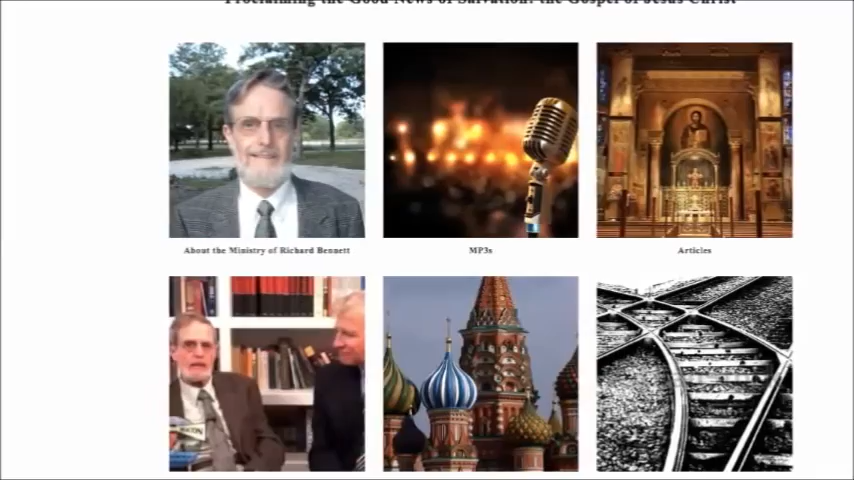 Proclaiming the Good News of Salvation: the Gospel of Jesus Christ
About the Ministry of Richard Bennett
MP3s
Articles